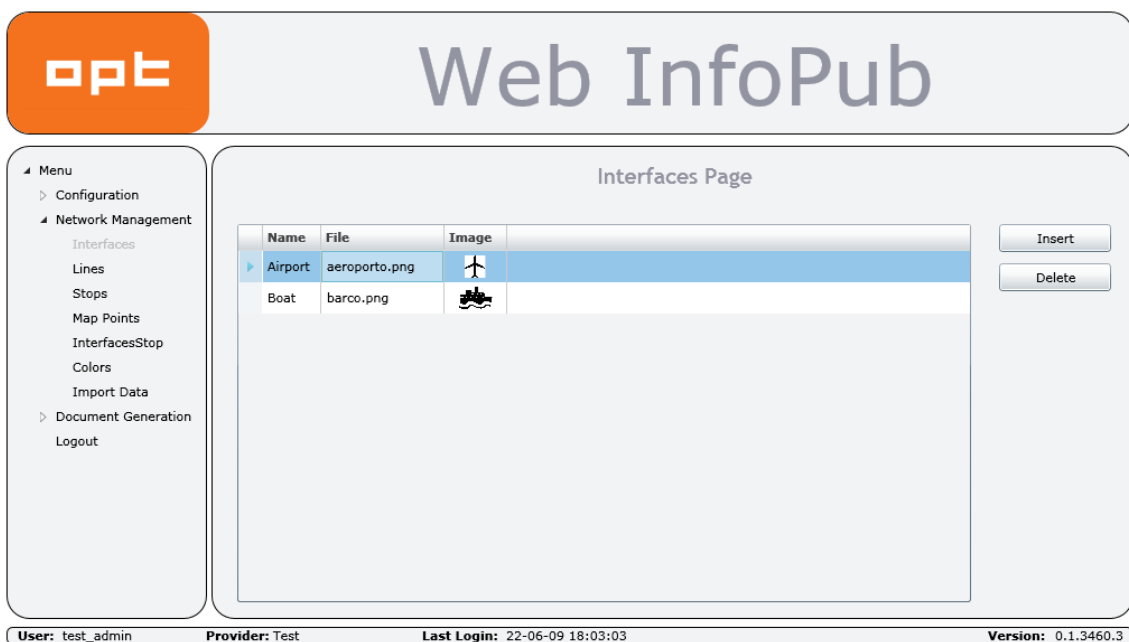 opt
Web InfoPub
Menu
Configuration
Network Management
Interfaces
Lines
Stops
Map Points
InterfacesStop
Colors
Import Data
Document Generation
Logout
Interfaces Page
Name File Image
Airport aeroporto.png
Boat barco.png
Insert
Delete
User: test_admin Provider: Test Last Login: 22-06-09 18:03:03 Version: 0.1.3460.3